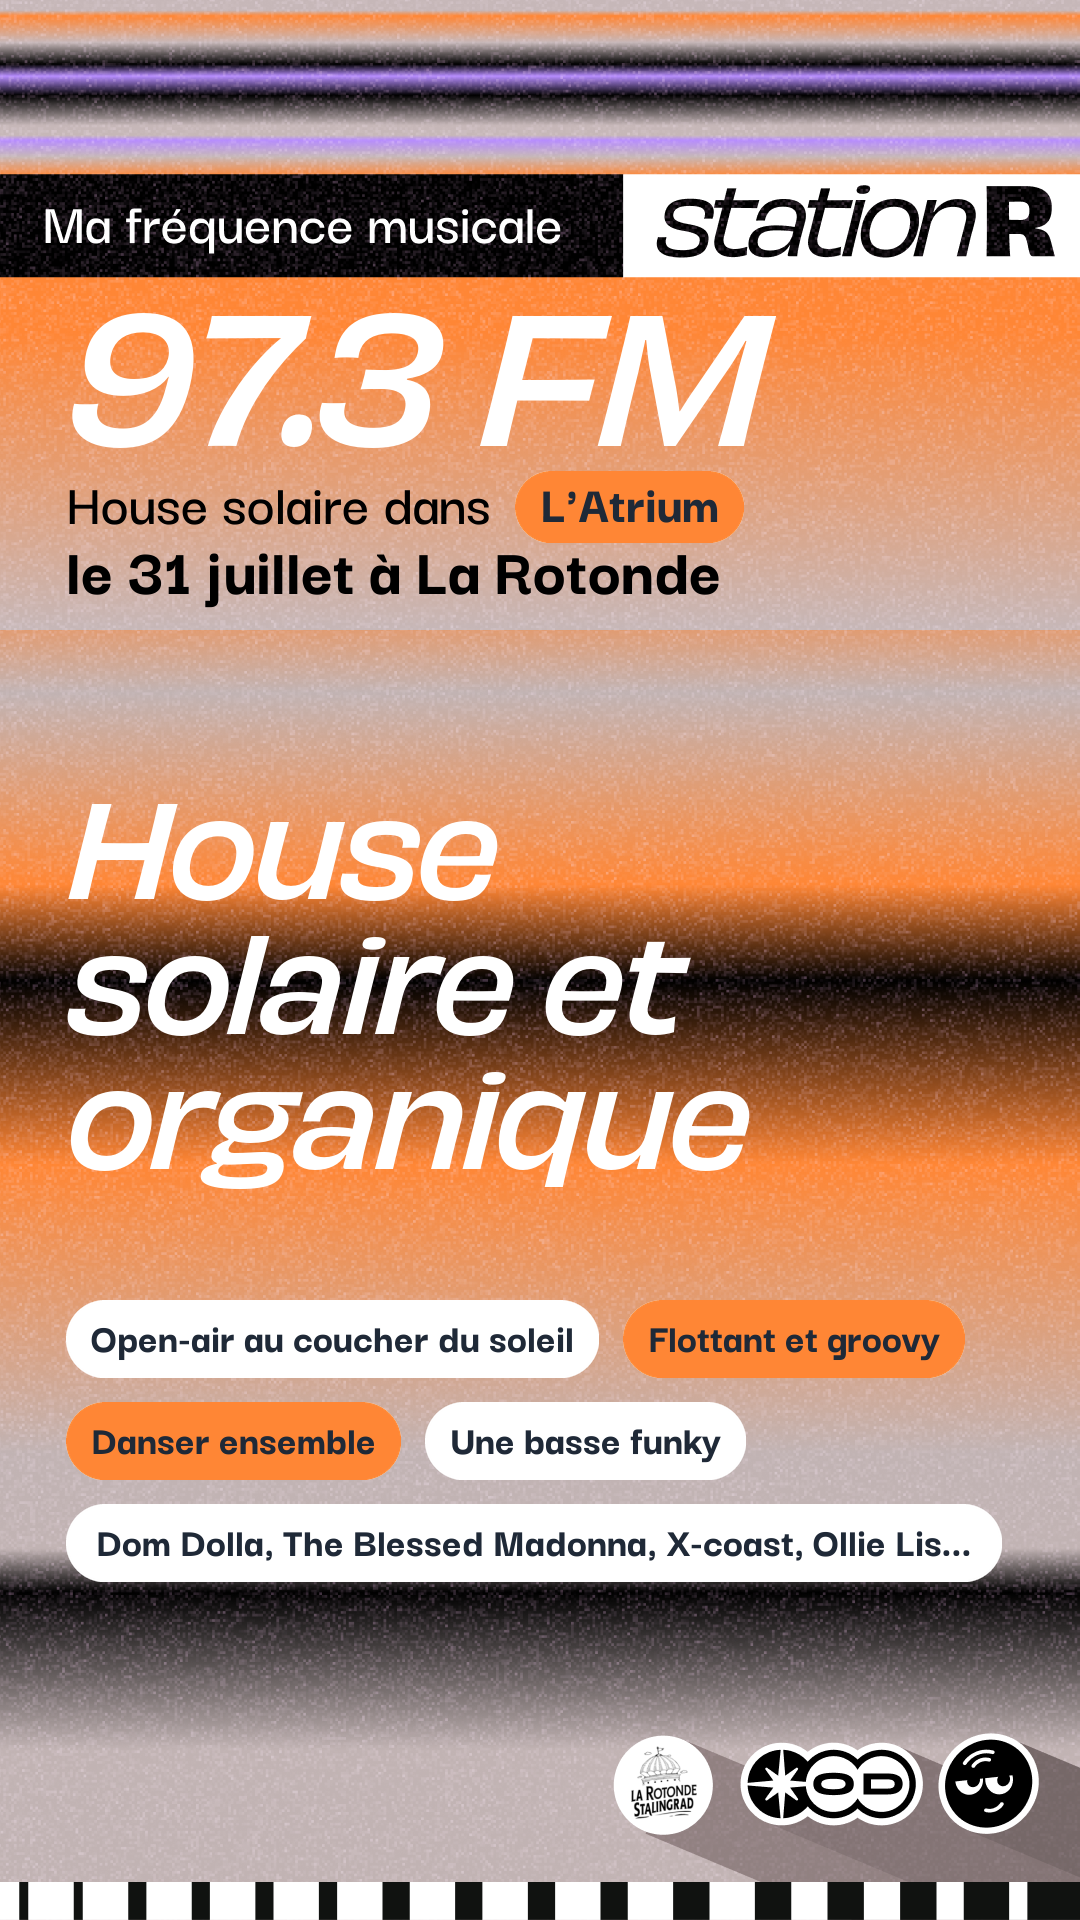 Ma fréquence musicale
stationR
97.3 FM
House solaire dans L’Atrium
le 31 juillet à La Rotonde
House
solaire et
organique
Open-air au coucher du soleil
Flottant et groovy
Danser ensemble
Une basse funky
Dom Dolla, The Blessed Madonna, X-coast, Ollie Lis...
LA ROTONDE
STALINGRAD
OD